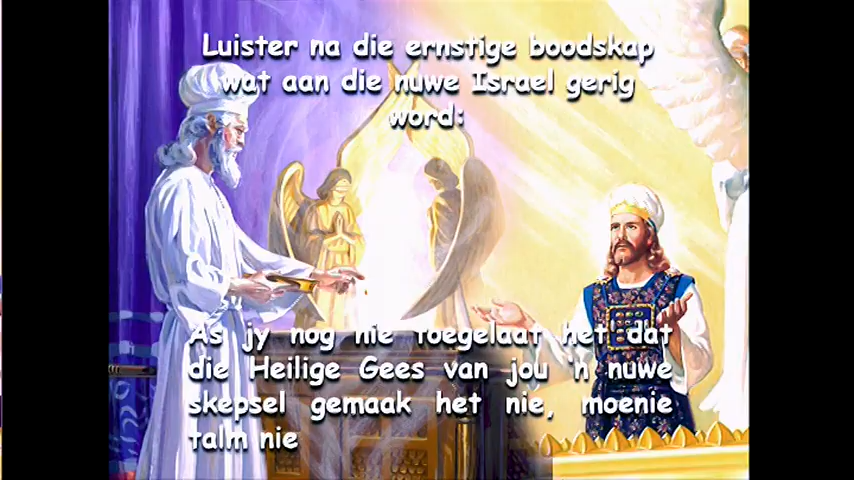 Luister na die ernstige boodskap
wat aan die nuwe Israel gerig
word:
As jy nog nie toegelaat het dat
die Heilige Gees van jou 'n nuwe
skepsel gemaak het nie, moenie
talm nie